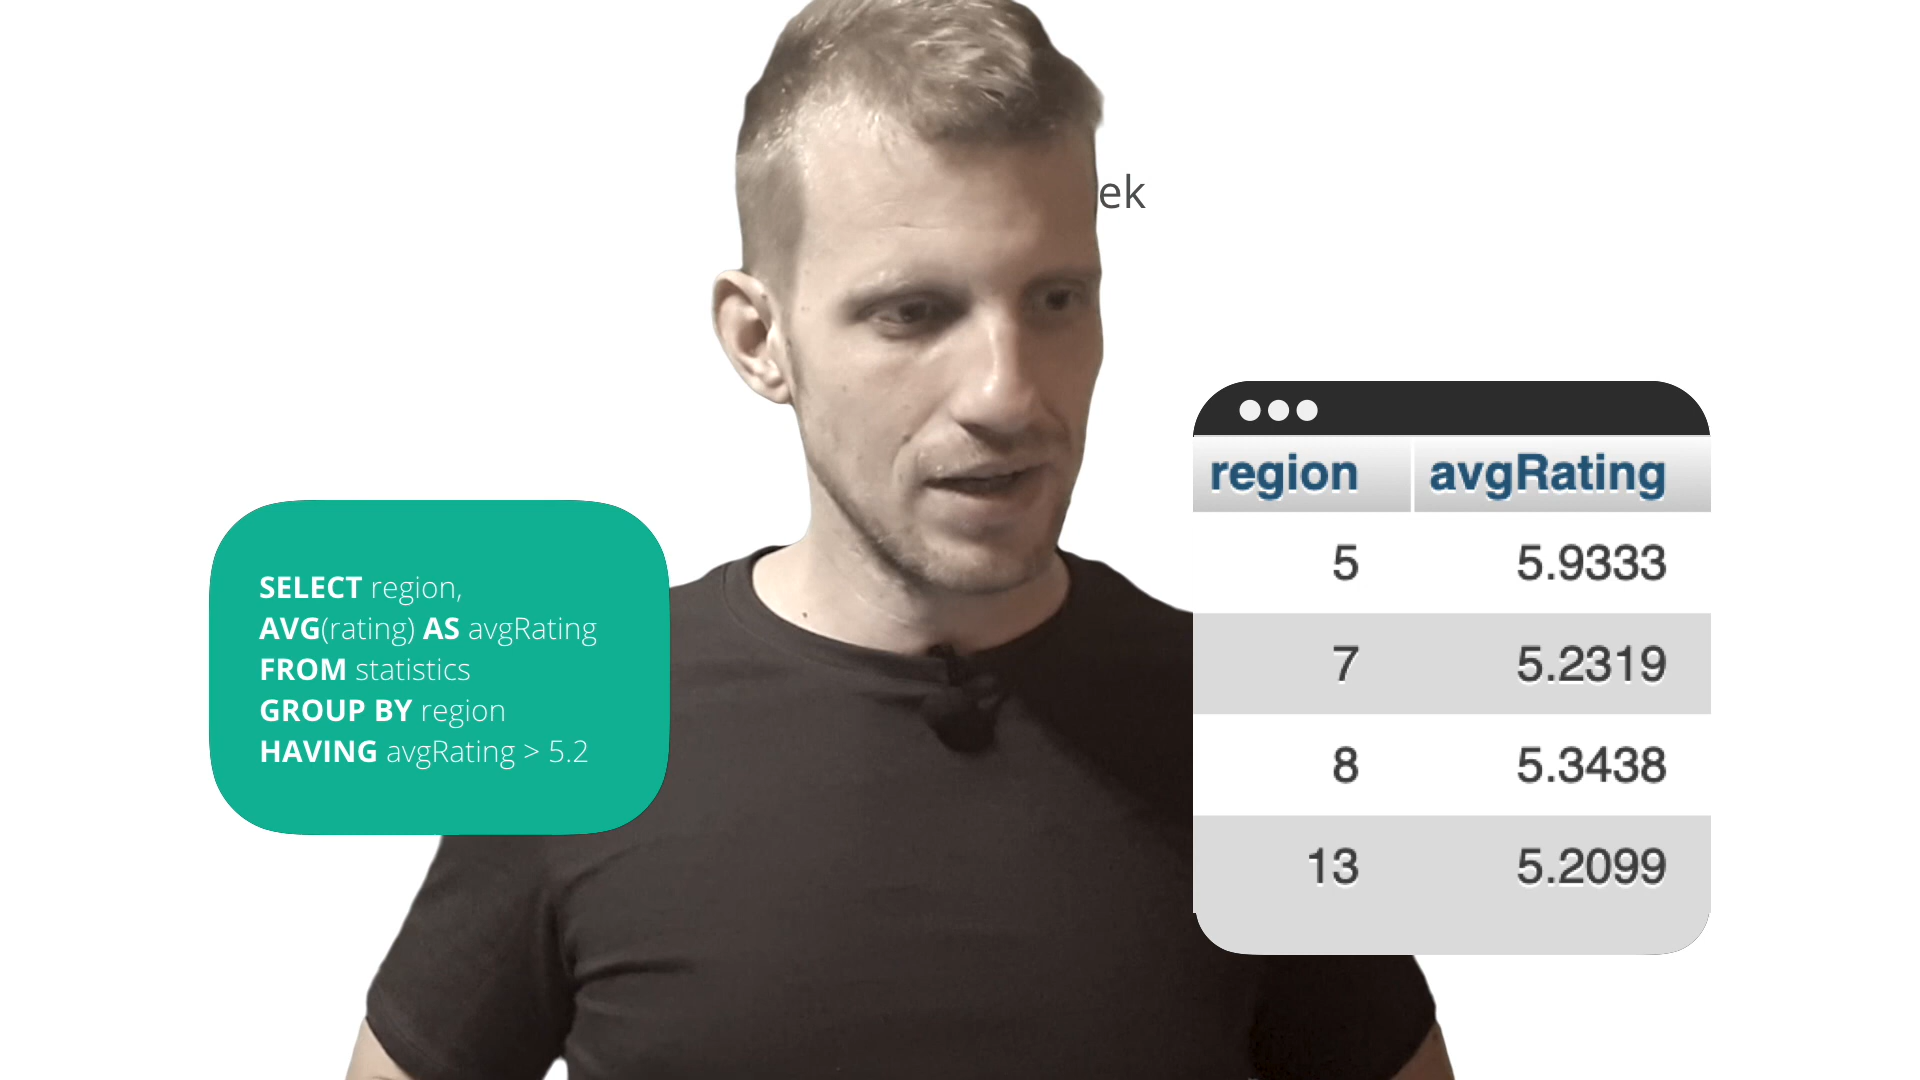 ek
SELECT region,
AVG(rating) AS avgRating
FROM statistics
GROUP BY region
HAVING avgRating > 5.2
region avgRating
5 5.9333
7 5.2319
8 5.3438
13 5.2099